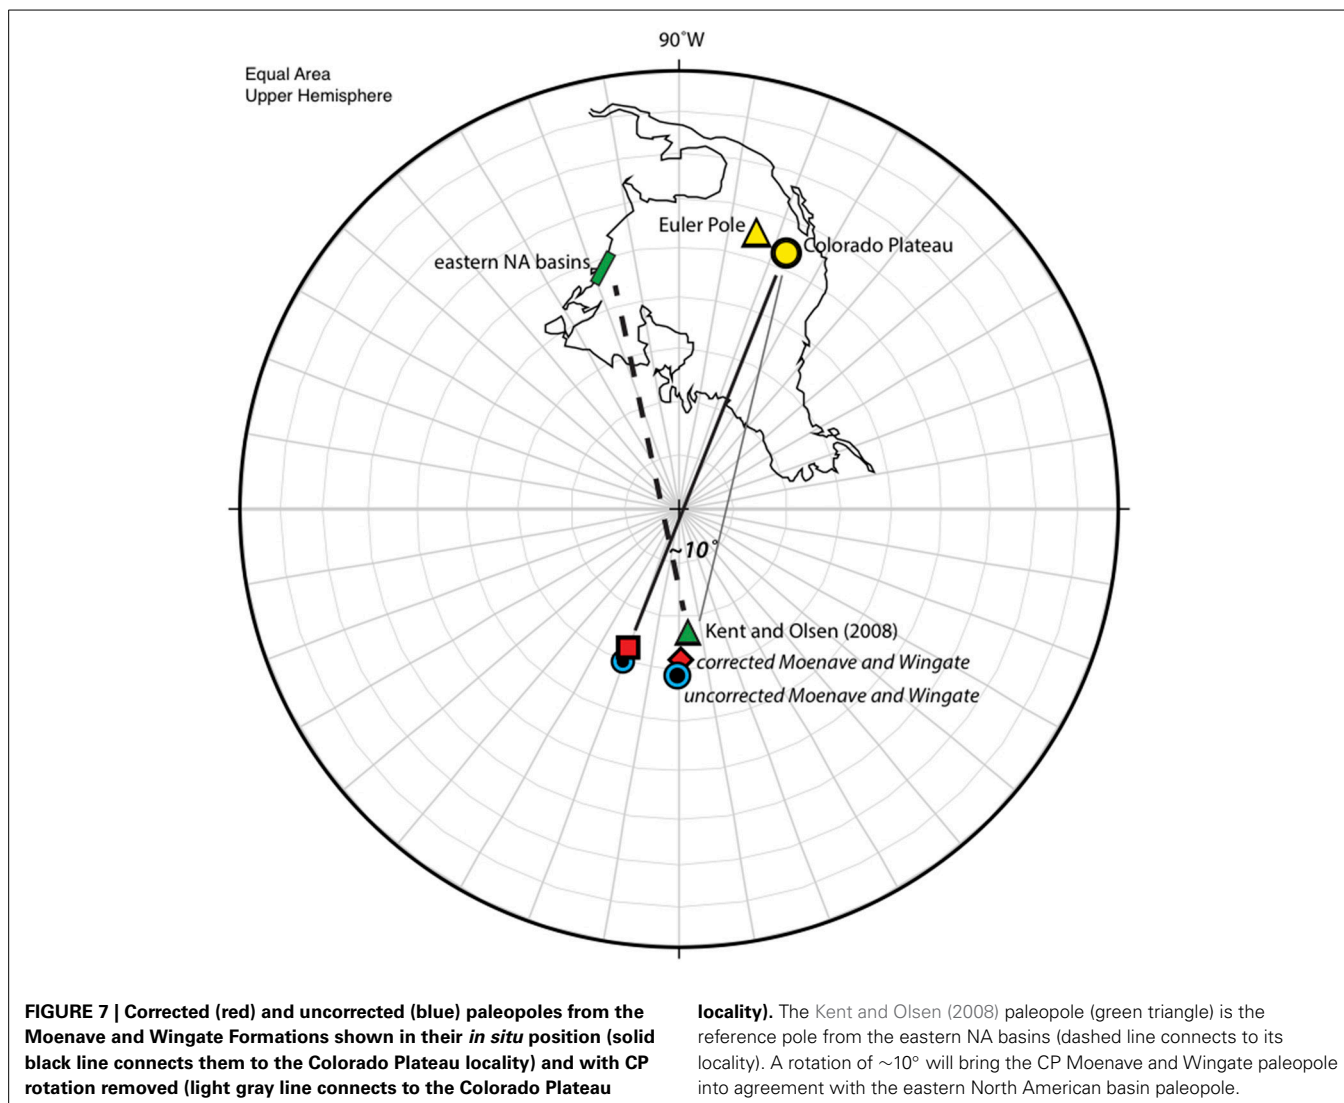 90°W
Equal Area
Upper Hemisphere
Euler Pole
Colorado Plateau
eastern NA basins
~10°
Kent and Olsen (2008)
corrected Moenave and Wingate
uncorrected Moenave and Wingate
FIGURE 7 | Corrected (red) and uncorrected (blue) paleopoles from the
Moenave and Wingate Formations shown in their in situ position (solid
black line connects them to the Colorado Plateau locality) and with CP
rotation removed (light gray line connects to the Colorado Plateau
locality). The Kent and Olsen (2008) paleopole (green triangle) is the
reference pole from the eastern NA basins (dashed line connects to its
locality). A rotation of ∼10° will bring the CP Moenave and Wingate paleopole
into agreement with the eastern North American basin paleopole.